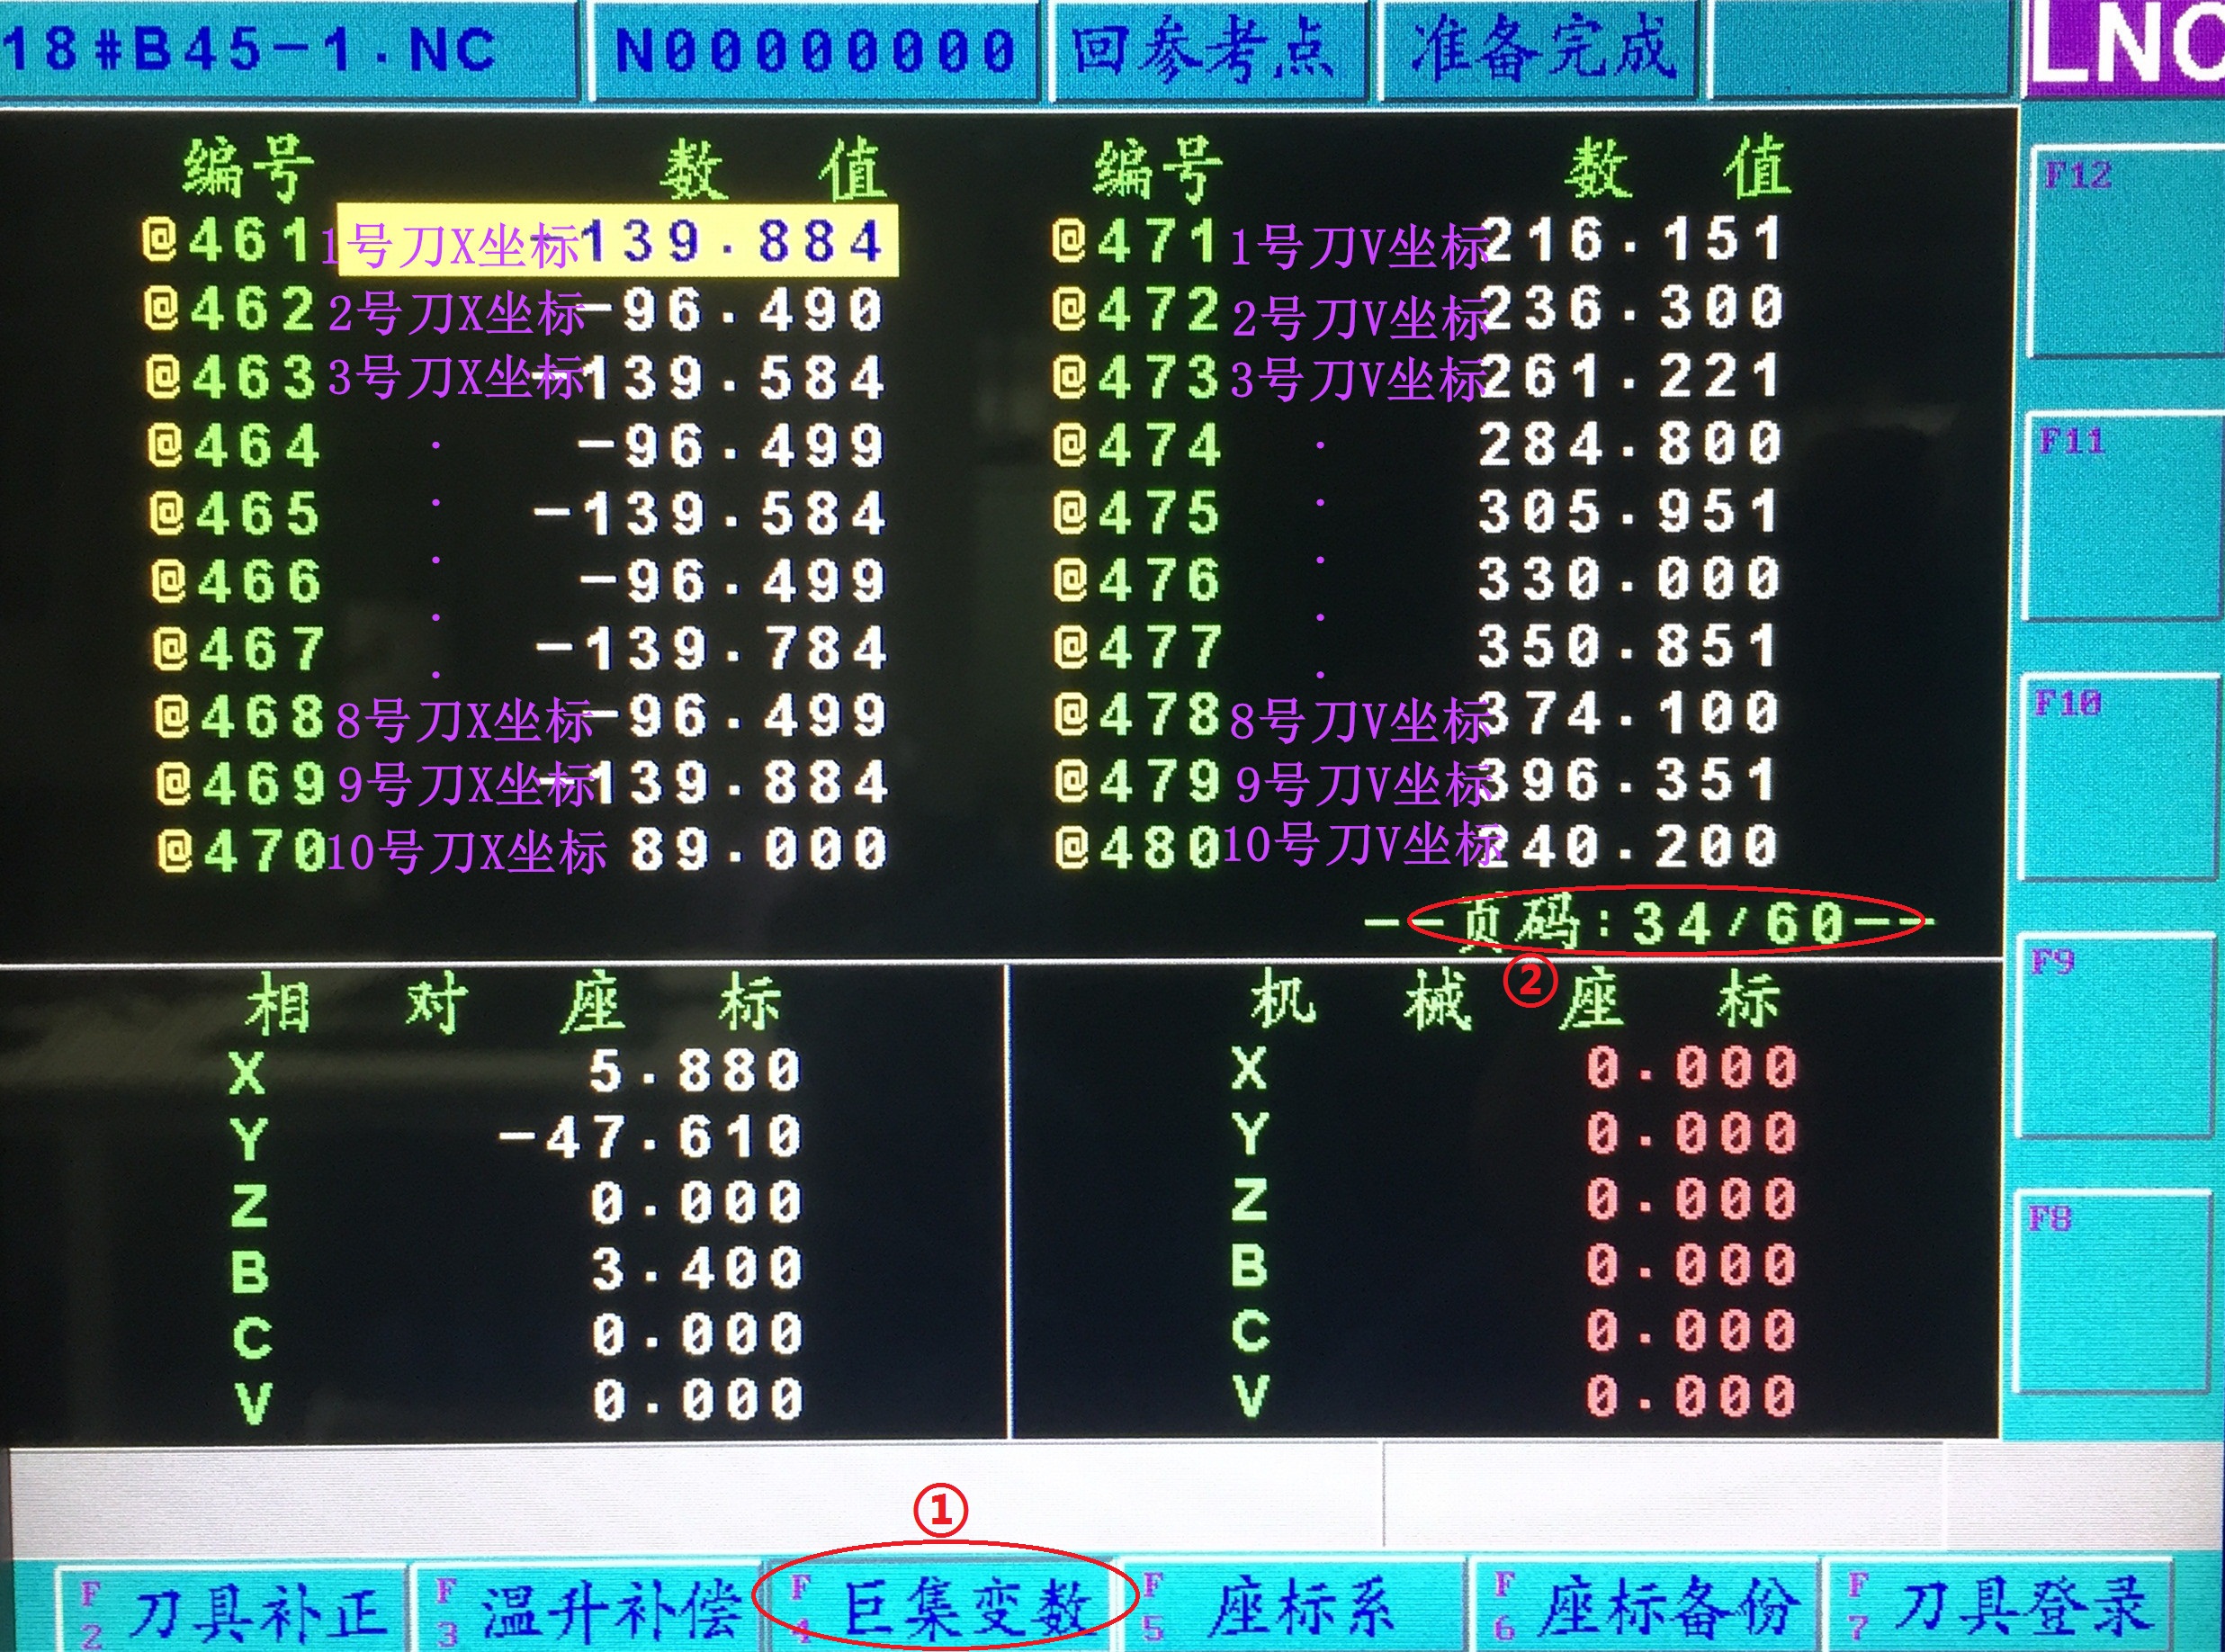 18#B45-1.NC N00000000 回参考点 准备完成 LNC
编号 数 值 编号 数 值
@461 1号刀X坐标 -139.884 @471 1号刀V坐标 216.151
@462 2号刀X坐标 -96.490 @472 2号刀V坐标 236.300
@463 3号刀X坐标 -139.584 @473 3号刀V坐标 261.221
@464 -96.499 @474 284.800
@465 -139.584 @475 305.951
@466 -96.499 @476 330.000
@467 -139.784 @477 350.851
@468 8号刀X坐标 -96.499 @478 8号刀V坐标 374.100
@469 9号刀X坐标 -139.884 @479 9号刀V坐标 396.351
@470 10号刀X坐标 89.000 @480 10号刀V坐标 240.200
--页码:34/60--
②
相 对 座 标 机 械 座 标
X 5.880 X 0.000
Y -47.610 Y 0.000
Z 0.000 Z 0.000
B 3.400 B 0.000
C 0.000 C 0.000
V 0.000 V 0.000
F12
F11
F10
F9
F8
①
F2 刀具补正 F3 温升补偿 F4 巨集变数 F5 座标系 F6 座标备份 F7 刀具登录